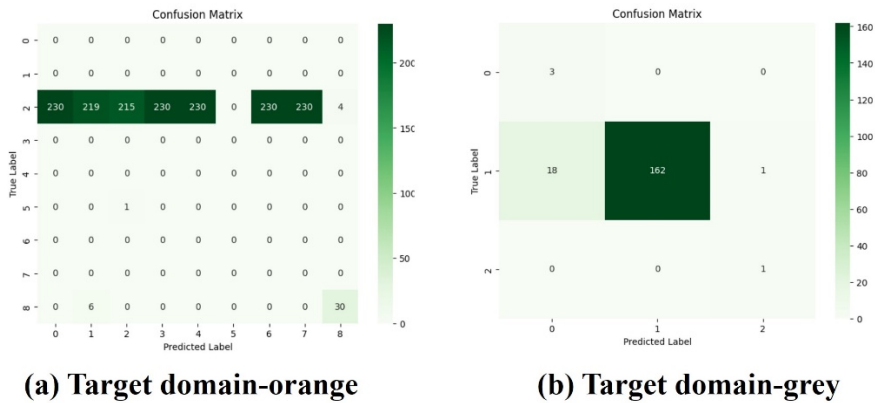 Confusion Matrix
0 0 0 0 0 0 0 0 0 0
1 0 0 0 0 0 0 0 0 0
2 230 219 215 230 230 0 230 230 4
3 0 0 0 0 0 0 0 0 0
4 0 0 0 0 0 0 0 0 0
5 0 0 1 0 0 0 0 0 0
6 0 0 0 0 0 0 0 0 0
7 0 0 0 0 0 0 0 0 0
8 0 6 0 0 0 0 0 0 30
0 1 2 3 4 5 6 7 8
True Label
Predicted Label
200
150
100
50
0
(a) Target domain-orange
Confusion Matrix
0 3 0 0
1 18 162 1
2 0 0 1
0 1 2
True Label
Predicted Label
160
140
120
100
80
60
40
20
0
(b) Target domain-grey